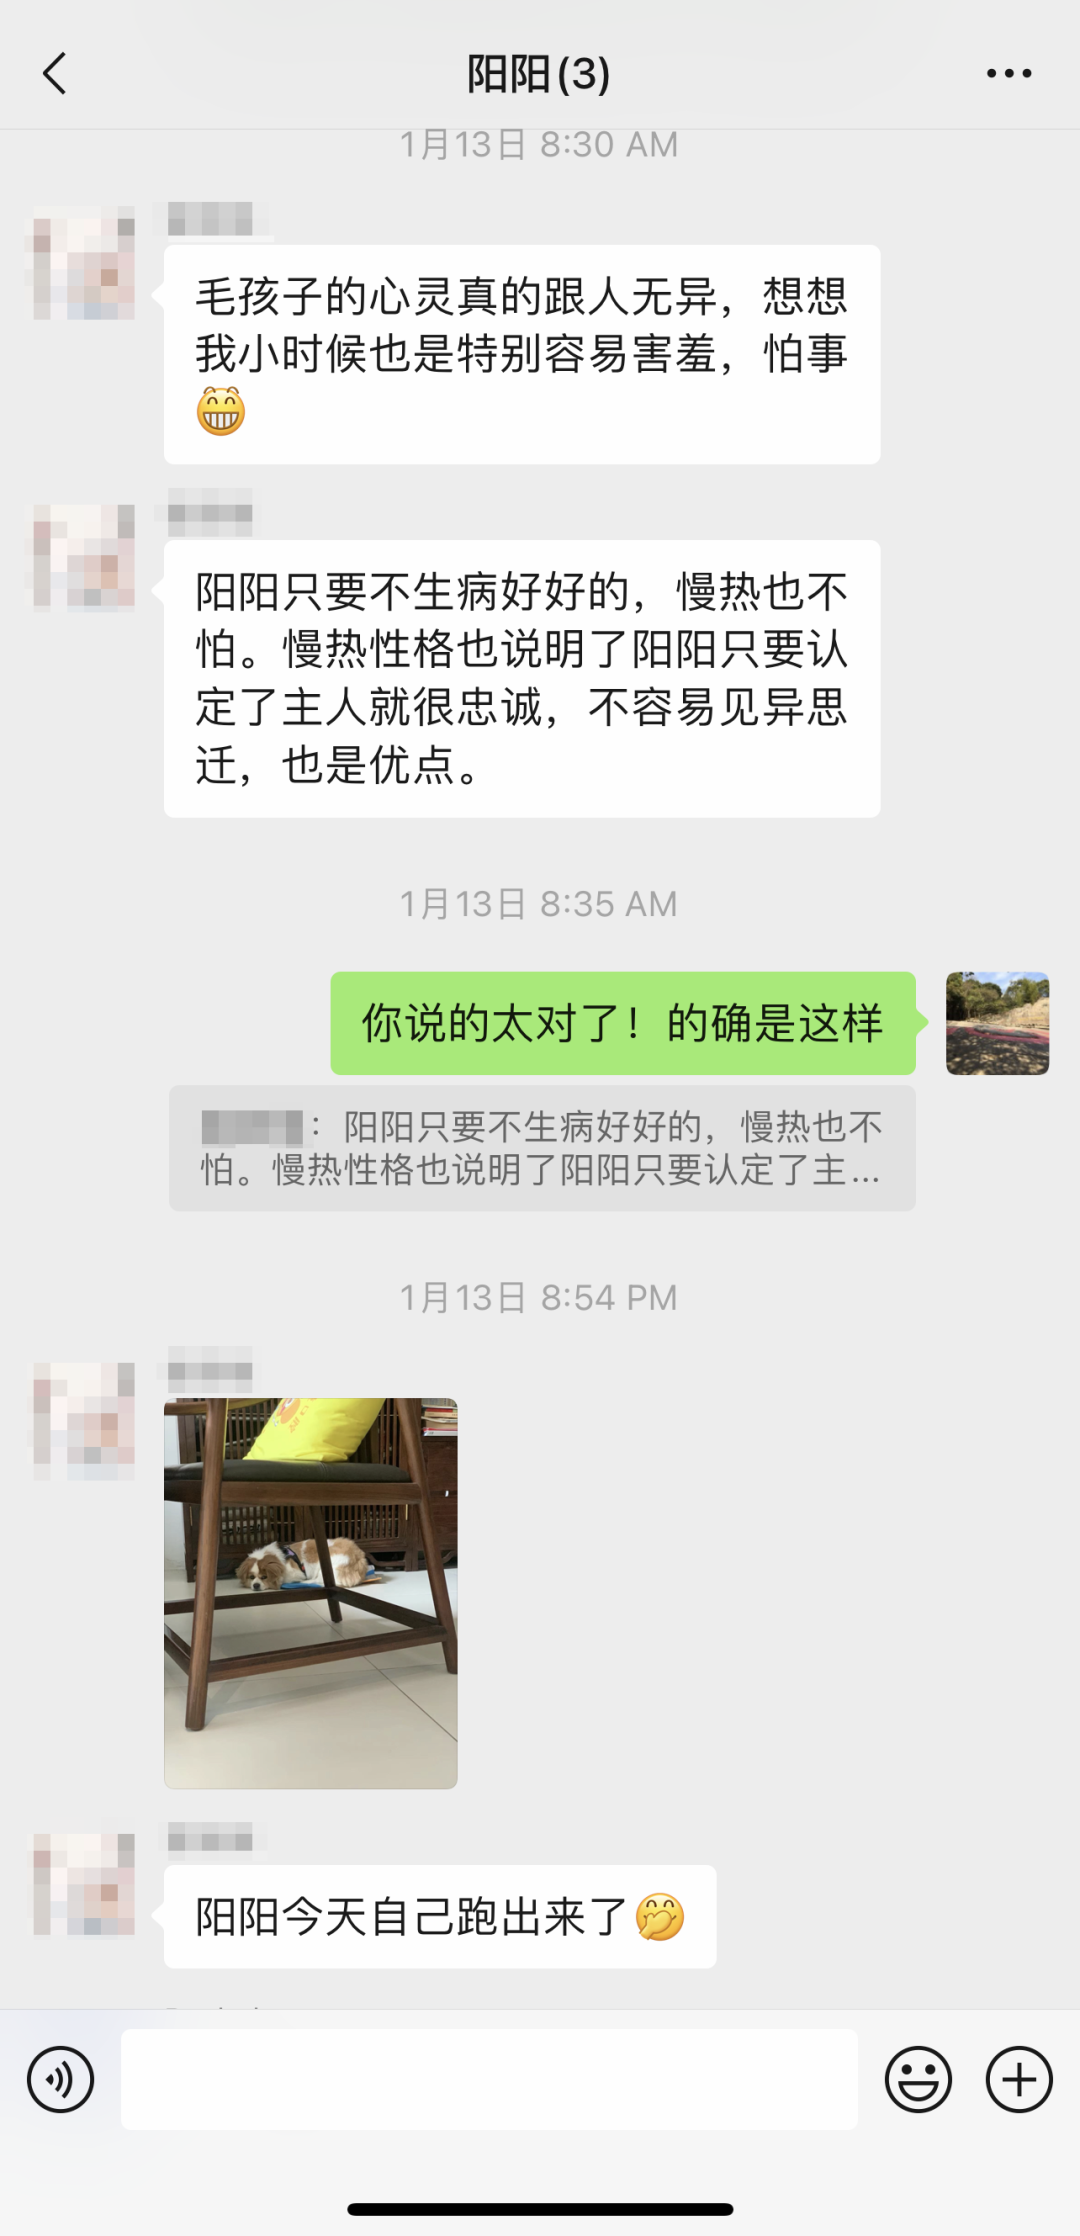 阳阳(3)
1月13日 8:30 AM
毛孩子的心灵真的跟人无异，想想
我小时候也是特别容易害羞，怕事
😁
阳阳只要不生病好好的，慢热也不
怕。慢热性格也说明了阳阳只要认
定了主人就很忠诚，不容易见异思
迁，也是优点。
1月13日 8:35 AM
你说的太对了！的确是这样
：阳阳只要不生病好好的，慢热也不
怕。慢热性格也说明了阳阳只要认定了主...
1月13日 8:54 PM
阳阳今天自己跑出来了🤭